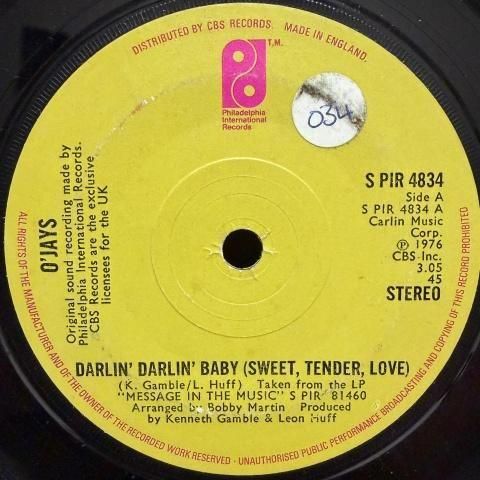 DISTRIBUTED BY CBS RECORDS. MADE IN ENGLAND.
T.M.
Philadelphia
International
Records
034
S PIR 4834
Side A
S PIR 4834 A
Carlin Music
Corp.
℗ 1976
CBS Inc.
3.05
45
STEREO
O'JAYS
Original sound recording made by
Philadelphia International Records.
CBS Records are the exclusive
licensees for the UK
DARLIN' DARLIN' BABY (SWEET, TENDER, LOVE)
(K. Gamble/L. Huff) Taken from the LP
"MESSAGE IN THE MUSIC" S PIR 81460
Arranged by Bobby Martin Produced
by Kenneth Gamble & Leon Huff
ALL RIGHTS OF THE MANUFACTURER AND OF THE OWNER OF THE RECORDED WORK RESERVED - UNAUTHORISED PUBLIC PERFORMANCE BROADCASTING AND COPYING OF THIS RECORD PROHIBITED